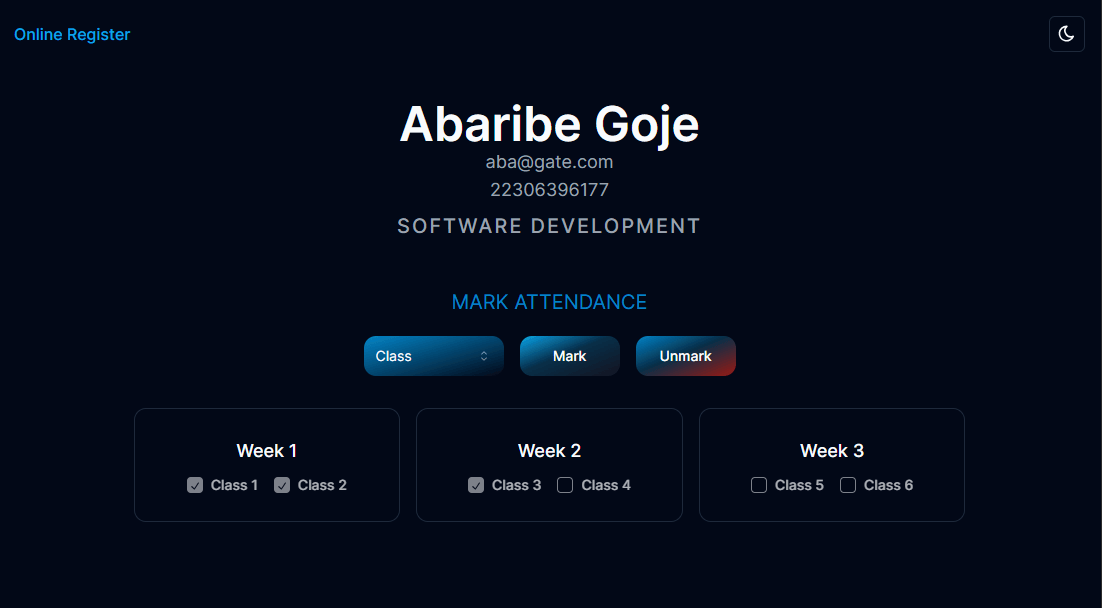 Online Register
Abaribe Goje
aba@gate.com
22306396177
SOFTWARE DEVELOPMENT
MARK ATTENDANCE
Class Mark Unmark
Week 1 Week 2 Week 3
Class 1 Class 2 Class 3 Class 4 Class 5 Class 6